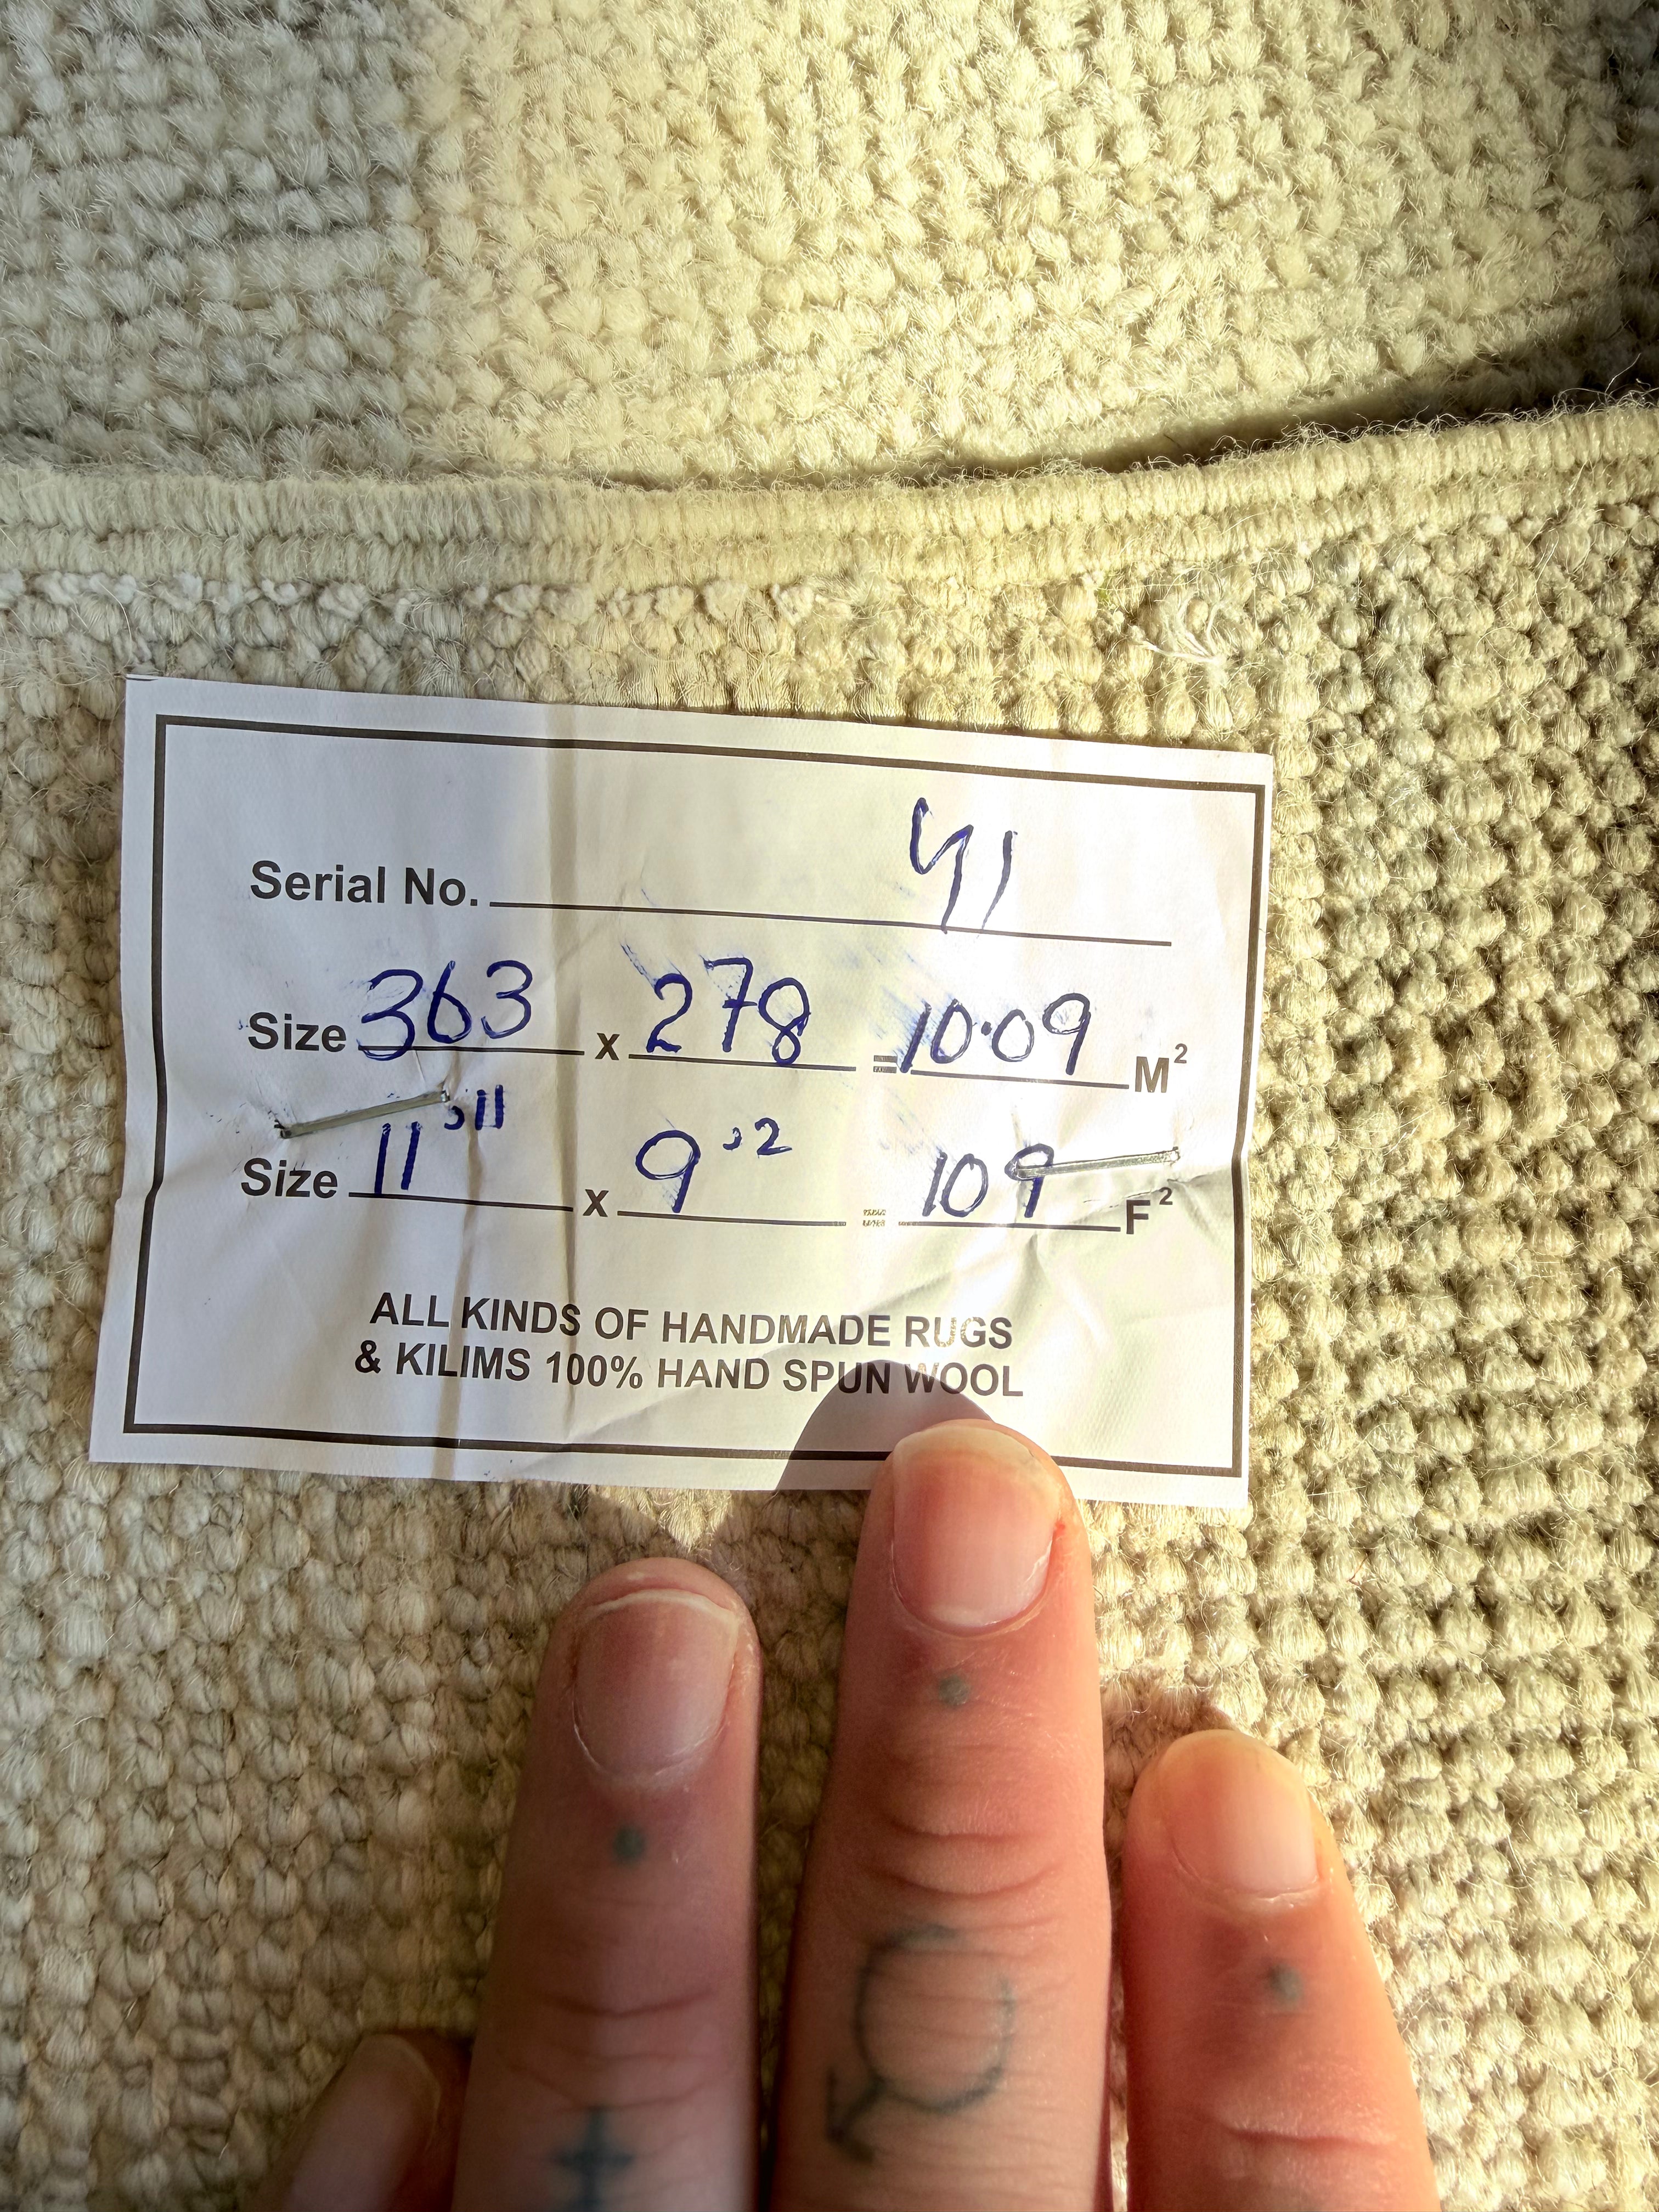 Serial No. 41
Size 363 x 278 = 10.09 M²
Size 11'11 x 9'2 = 109 F²
ALL KINDS OF HANDMADE RUGS
& KILIMS 100% HAND SPUN WOOL